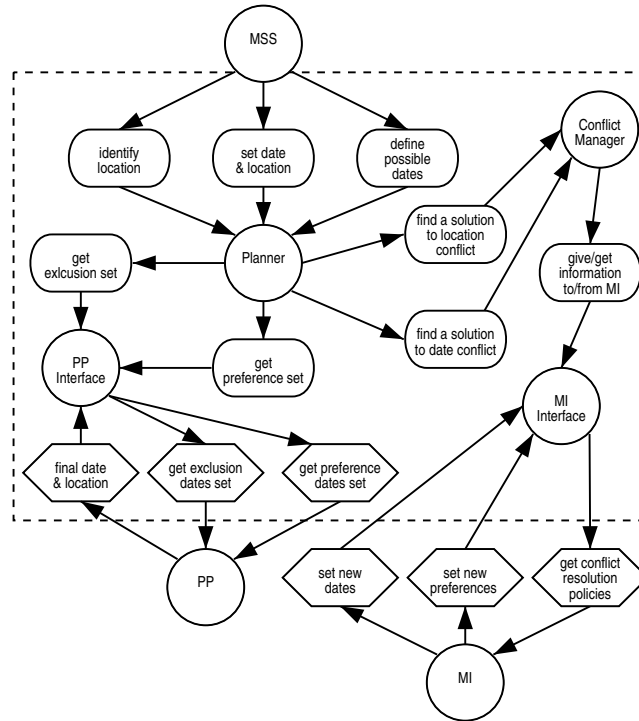 MSS
identify
location
set date
& location
define
possible
dates
Conflict
Manager
get
exlcusion set
Planner
find a solution
to location
conflict
give/get
information
to/from MI
find a solution
to date conflict
PP
Interface
get
preference set
MI
Interface
final date
& location
get exclusion
dates set
get preference
dates set
PP
set new
dates
set new
preferences
get conflict
resolution
policies
MI